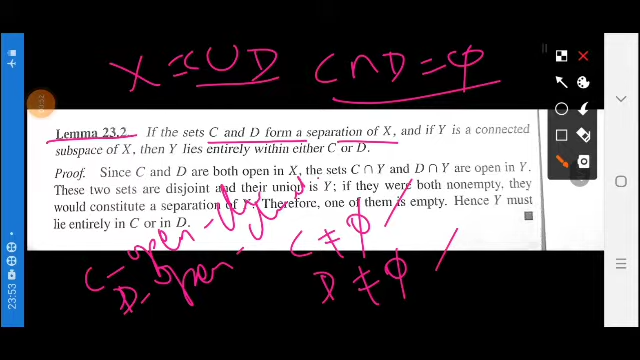 X = C ∪ D   C ∩ D = φ
Lemma 23.2. If the sets C and D form a separation of X, and if Y is a connected
subspace of X, then Y lies entirely within either C or D.
Proof. Since C and D are both open in X, the sets C ∩ Y and D ∩ Y are open in Y.
These two sets are disjoint and their union is Y; if they were both nonempty, they
would constitute a separation of Y. Therefore, one of them is empty. Hence Y must
lie entirely in C or in D.
C - open -
D - open -
C ≠ φ
D ≠ φ
23:53